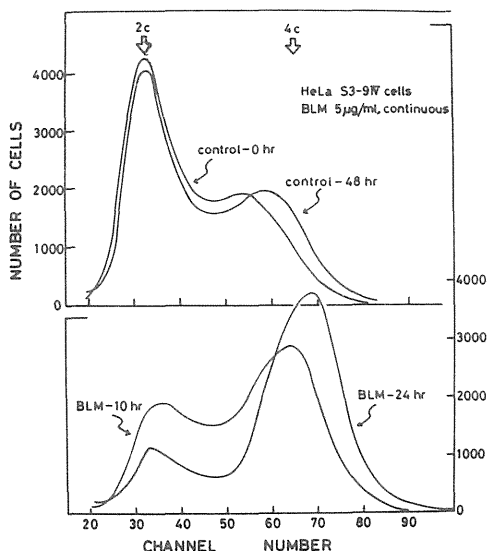 2c 4c
HeLa S3-9IV cells
BLM 5μg/ml, continuous
4000
3000
2000
1000
0
NUMBER OF CELLS
control-0 hr
control-48 hr
4000
3000
2000
1000
0
BLM-10 hr
BLM-24 hr
20 30 40 50 60 70 80 90
CHANNEL NUMBER